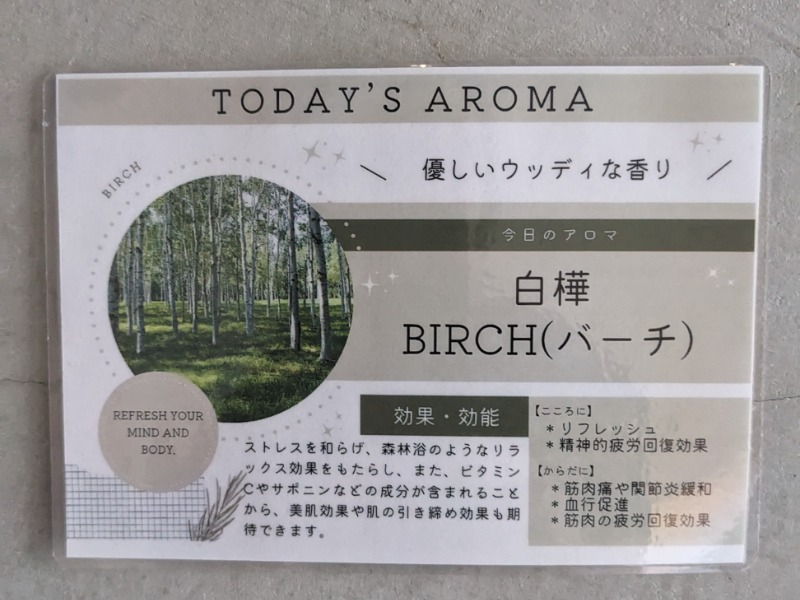 TODAY'S AROMA
BIRCH
＼ 優しいウッディな香り ／
今日のアロマ
白樺
BIRCH(バーチ)
REFRESH YOUR
MIND AND
BODY.
効果・効能
ストレスを和らげ、森林浴のようなリラ
ックス効果をもたらし、また、ビタミン
Cやサポニンなどの成分が含まれること
から、美肌効果や肌の引き締め効果も期
待できます。
【こころに】
＊リフレッシュ
＊精神的疲労回復効果
【からだに】
＊筋肉痛や関節炎緩和
＊血行促進
＊筋肉の疲労回復効果